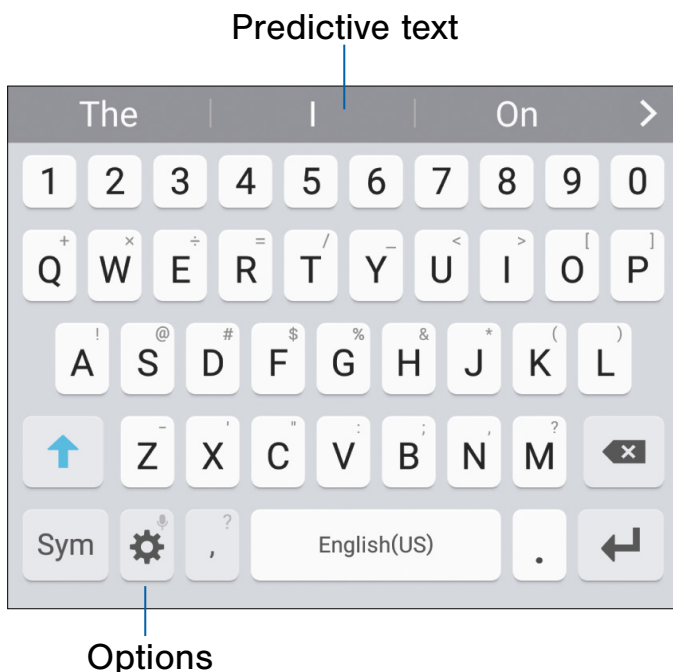 Predictive text
The I On >
1 2 3 4 5 6 7 8 9 0
+ × ÷ = / _ < > [ ]
Q W E R T Y U I O P
! @ # $ % & * ( )
A S D F G H J K L
- ' " : ; , ?
Z X C V B N M
?
Sym , English(US) .
Options